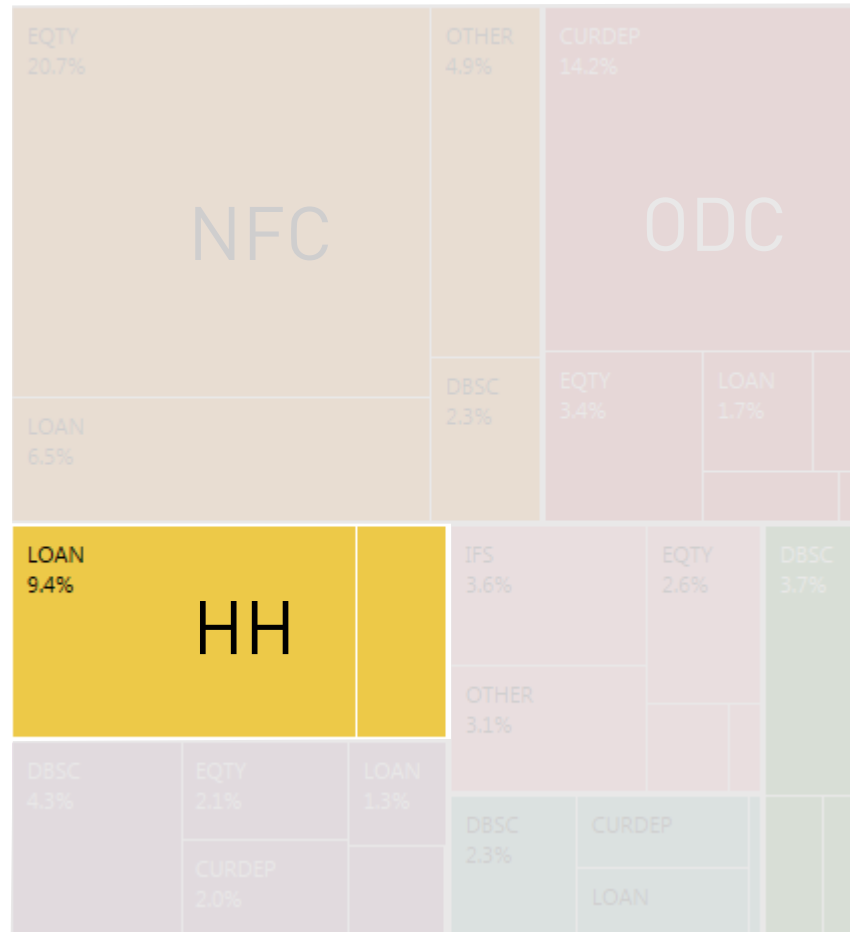 EQTY
20.7%
OTHER
4.9%
CURDEP
14.2%
NFC
ODC
LOAN
6.5%
DBSC
2.3%
EQTY
3.4%
LOAN
1.7%
LOAN
9.4%
HH
IFS
3.6%
EQTY
2.6%
DBSC
3.7%
OTHER
3.1%
DBSC
4.3%
EQTY
2.1%
LOAN
1.3%
CURDEP
2.0%
DBSC
2.3%
CURDEP
LOAN